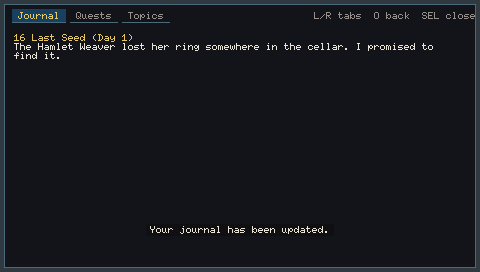 Journal Quests Topics L/R tabs O back SEL close
16 Last Seed (Day 1)
The Hamlet Weaver lost her ring somewhere in the cellar. I promised to
find it.
Your journal has been updated.